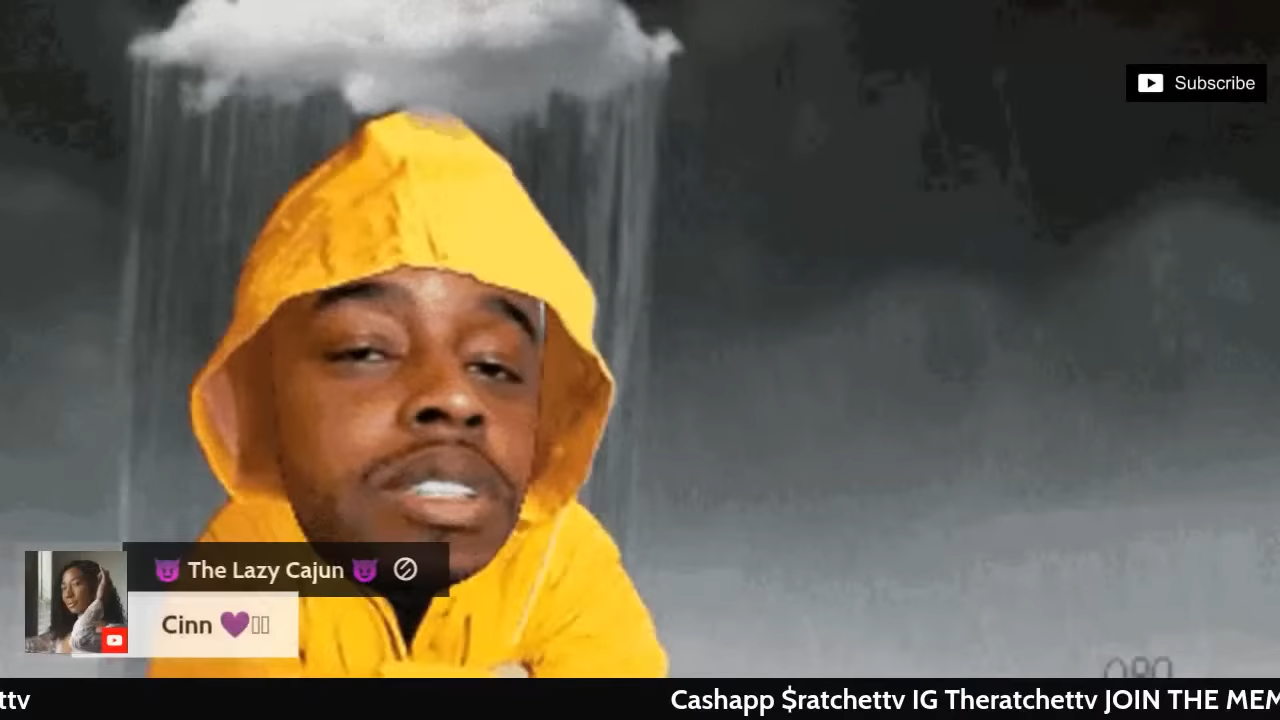 Subscribe
😈 The Lazy Cajun 😈
Cinn 💜
ttv
Cashapp $ratchettv IG Theratchettv JOIN THE MEM